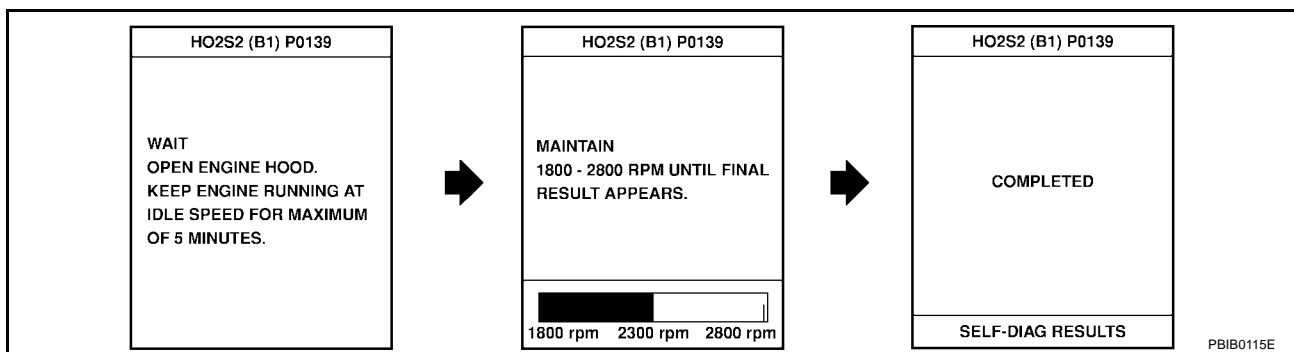 HO2S2 (B1) P0139
WAIT
OPEN ENGINE HOOD.
KEEP ENGINE RUNNING AT
IDLE SPEED FOR MAXIMUM
OF 5 MINUTES.
HO2S2 (B1) P0139
MAINTAIN
1800 - 2800 RPM UNTIL FINAL
RESULT APPEARS.
1800 rpm 2300 rpm 2800 rpm
HO2S2 (B1) P0139
COMPLETED
SELF-DIAG RESULTS
PBIB0115E